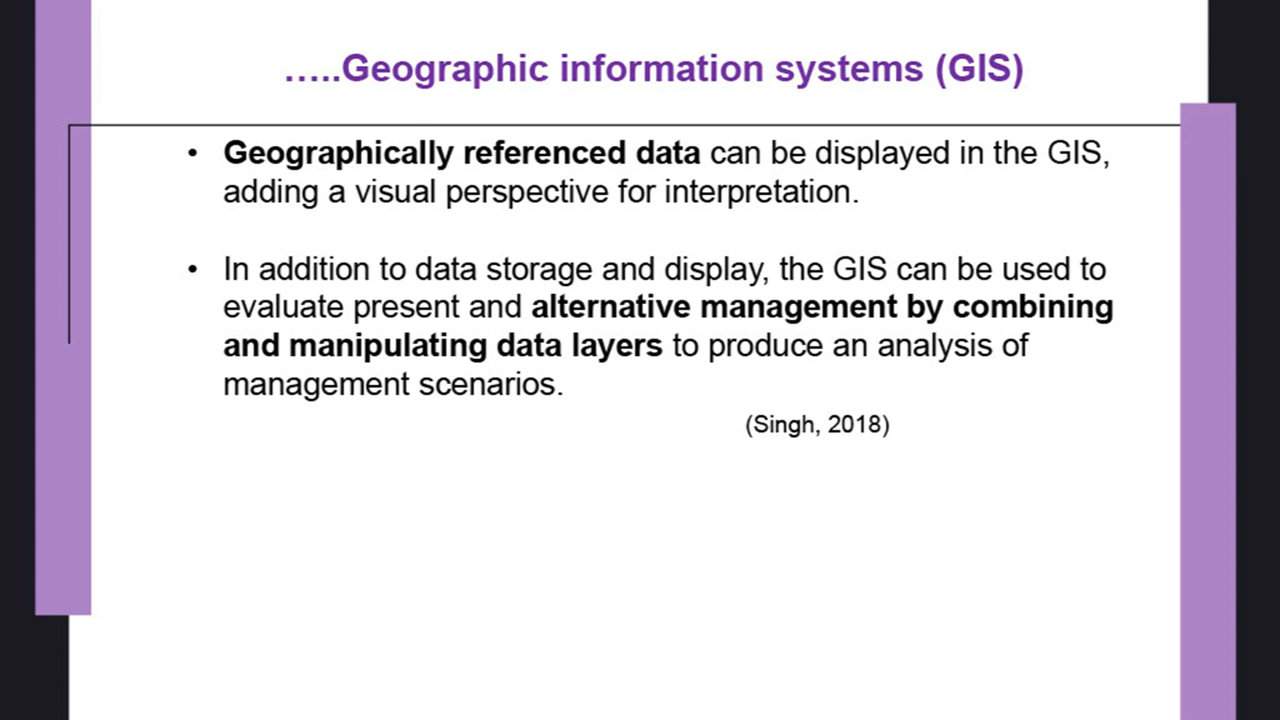 .....Geographic information systems (GIS)
• Geographically referenced data can be displayed in the GIS,
adding a visual perspective for interpretation.
• In addition to data storage and display, the GIS can be used to
evaluate present and alternative management by combining
and manipulating data layers to produce an analysis of
management scenarios.
(Singh, 2018)